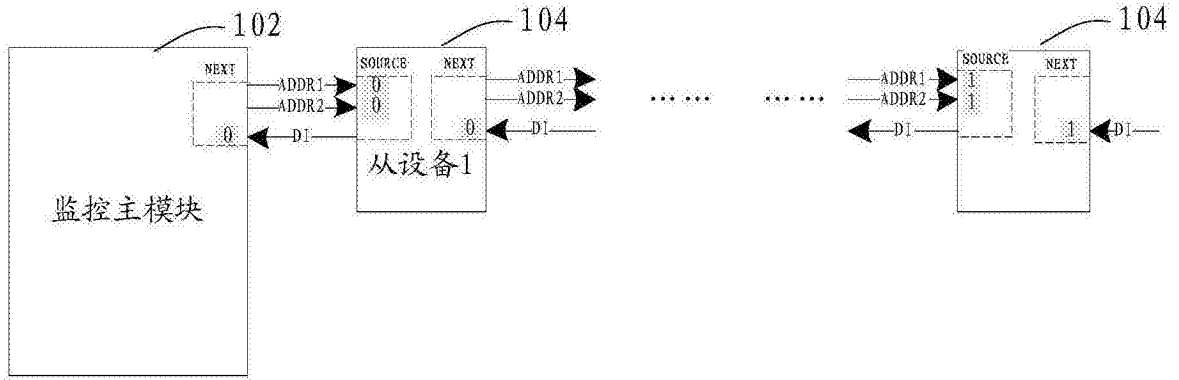 102
104
104
NEXT
SOURCE
NEXT
SOURCE
NEXT
ADDR1
0
ADDR1
ADDR1
1
ADDR2
0
ADDR2
…… ……
ADDR2
1
0
DI
0
DI
DI
1
DI
从设备1
监控主模块